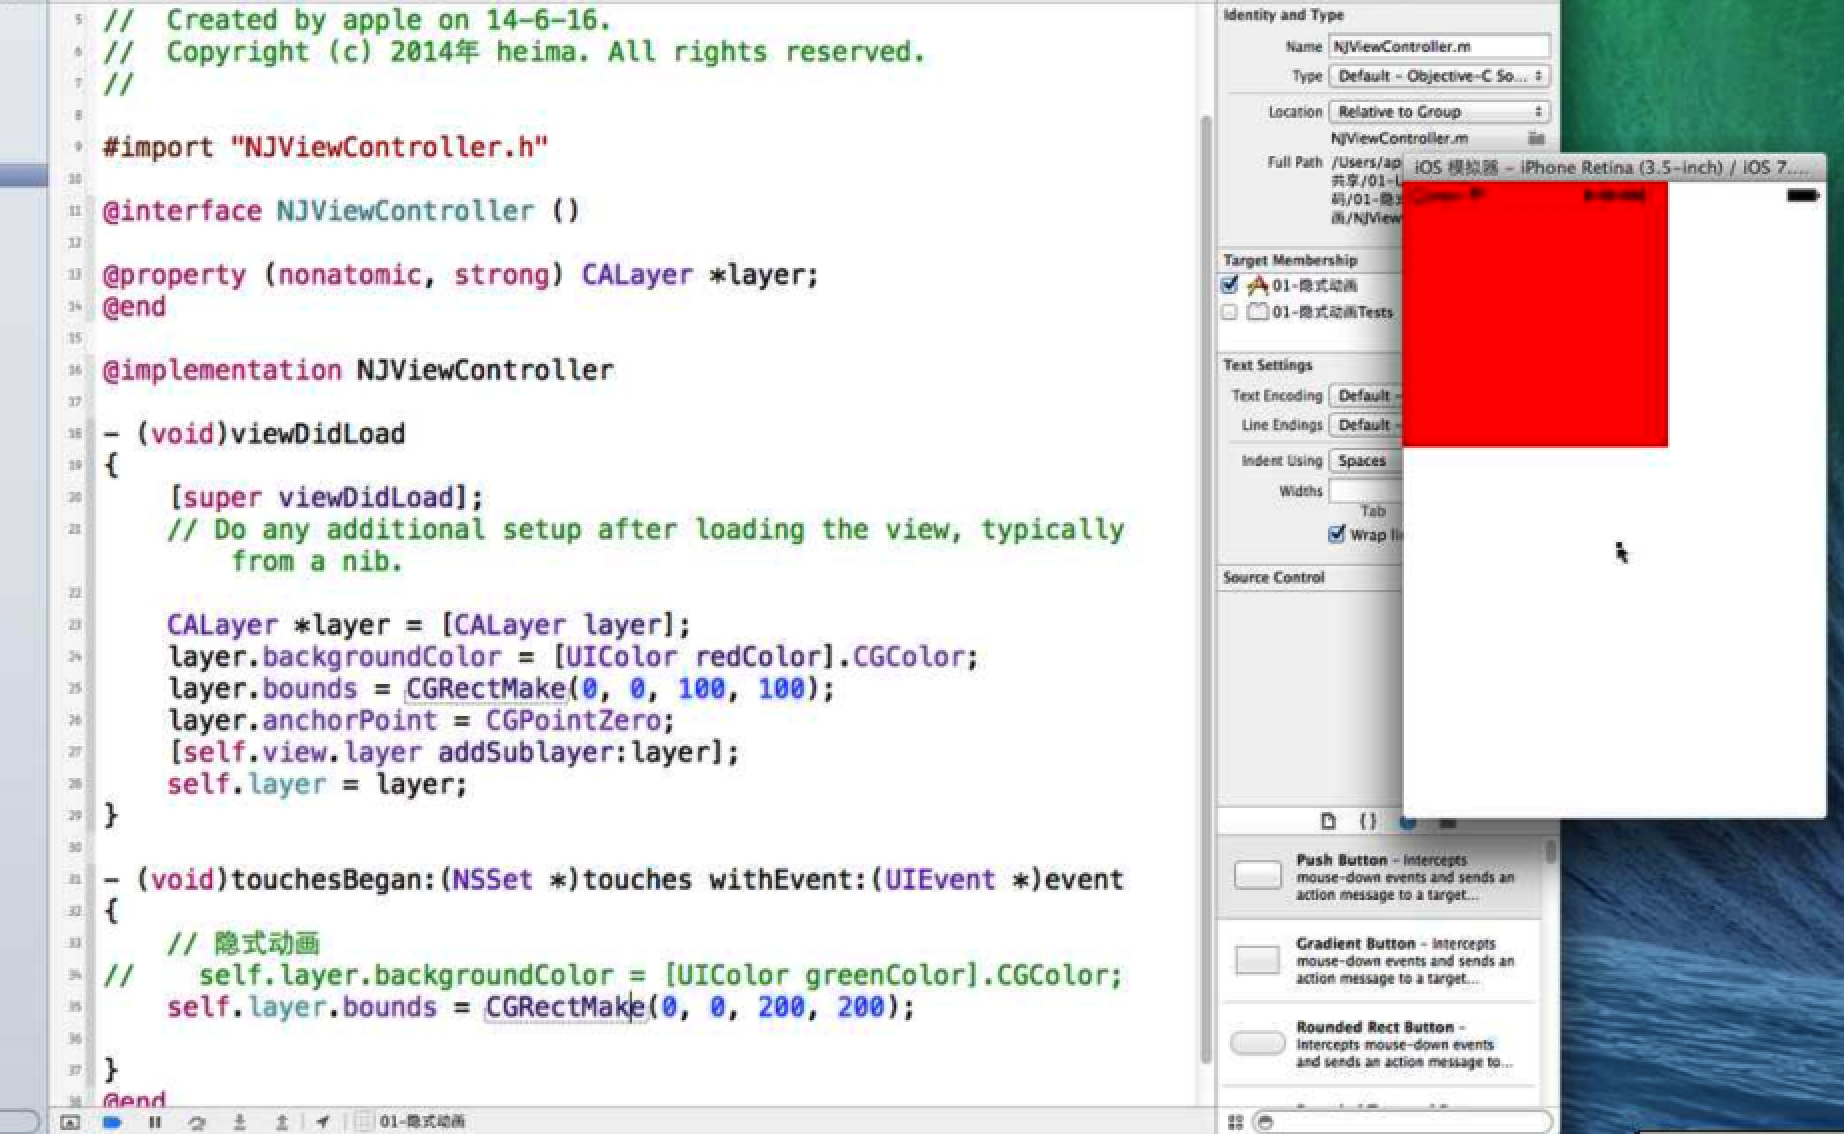 5 // Created by apple on 14-6-16.
6 // Copyright (c) 2014年 heima. All rights reserved.
7 //
8
9 #import "NJViewController.h"
10
11 @interface NJViewController ()
12
13 @property (nonatomic, strong) CALayer *layer;
14 @end
15
16 @implementation NJViewController
17
18 - (void)viewDidLoad
19 {
20 [super viewDidLoad];
21 // Do any additional setup after loading the view, typically
from a nib.
22
23 CALayer *layer = [CALayer layer];
24 layer.backgroundColor = [UIColor redColor].CGColor;
25 layer.bounds = CGRectMake(0, 0, 100, 100);
26 layer.anchorPoint = CGPointZero;
27 [self.view.layer addSublayer:layer];
28 self.layer = layer;
29 }
30
31 - (void)touchesBegan:(NSSet *)touches withEvent:(UIEvent *)event
32 {
33 // 隐式动画
34 // self.layer.backgroundColor = [UIColor greenColor].CGColor;
35 self.layer.bounds = CGRectMake(0, 0, 200, 200);
36
37 }
38 @end
01-隐式动画
Identity and Type
Name NJViewController.m
Type Default - Objective-C So...
Location Relative to Group
NJViewController.m
Full Path /Users/ap
共享/01-
码/01-隐
画/NJView
Target Membership
01-隐式动画
01-隐式动画Tests
Text Settings
Text Encoding Default -
Line Endings Default -
Indent Using Spaces
Widths
Tab
Wrap
Source Control
iOS 模拟器 - iPhone Retina (3.5-inch) / iOS 7....
{}
Push Button - Intercepts
mouse-down events and sends an
action message to a target...
Gradient Button - Intercepts
mouse-down events and sends an
action message to a target...
Rounded Rect Button -
Intercepts mouse-down events
and sends an action message to...